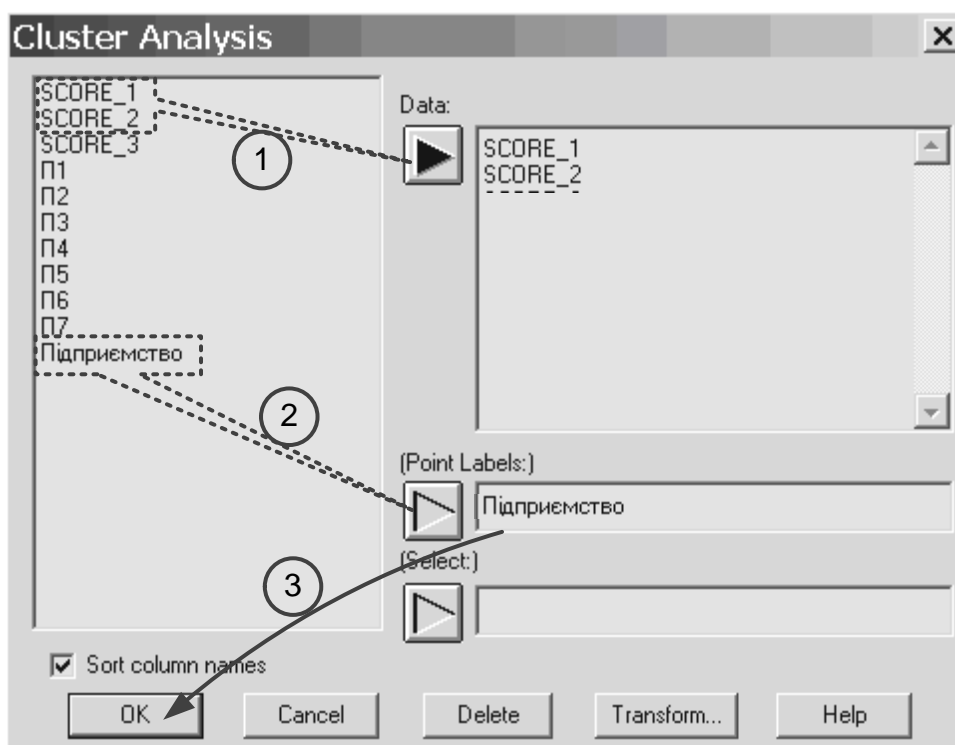 Cluster Analysis
SCORE_1
SCORE_2
SCORE_3
П1
П2
П3
П4
П5
П6
П7
Підприємство
1
2
3
Data:
SCORE_1
SCORE_2
(Point Labels:)
Підприємство
(Select:)
Sort column names
OK
Cancel
Delete
Transform...
Help